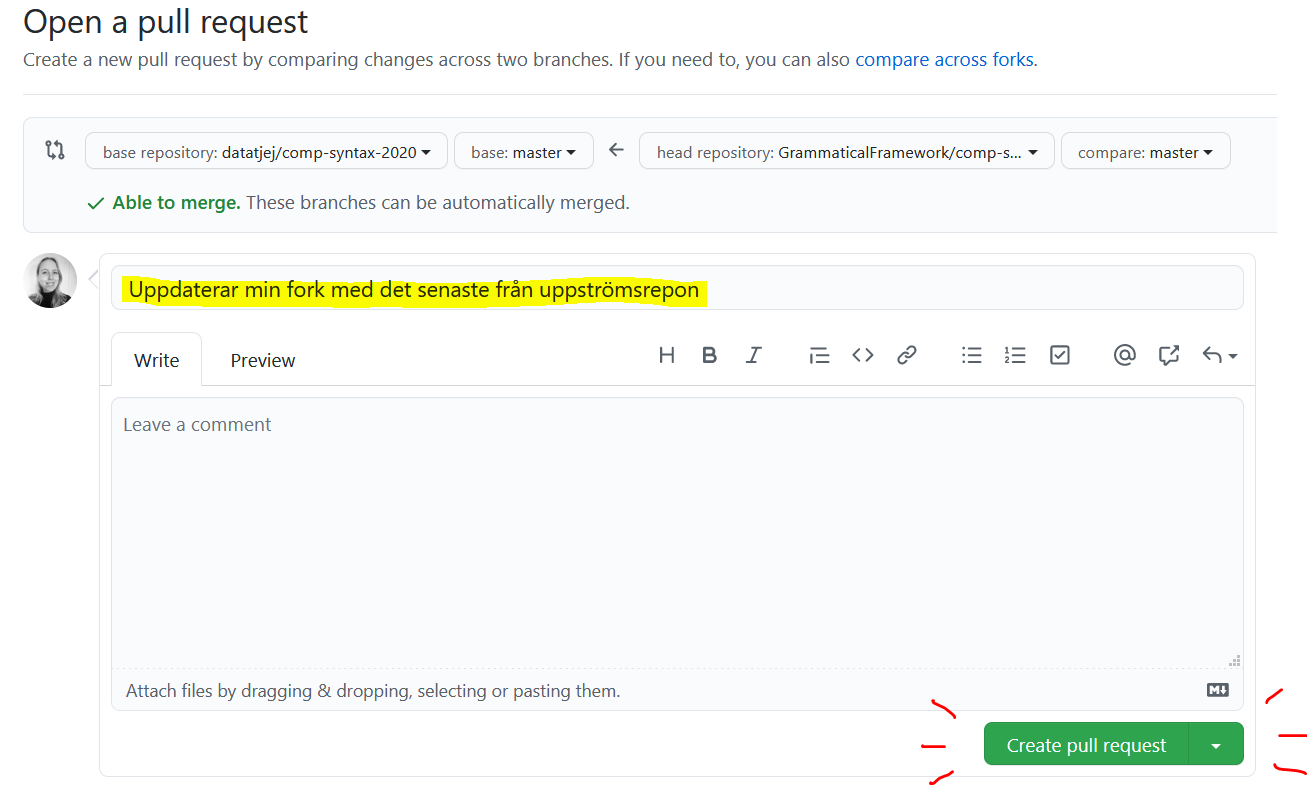 Open a pull request
Create a new pull request by comparing changes across two branches. If you need to, you can also compare across forks.
base repository: datatjej/comp-syntax-2020
base: master
head repository: GrammaticalFramework/comp-s...
compare: master
Able to merge. These branches can be automatically merged.
Uppdaterar min fork med det senaste från uppströmsrepon
Write
Preview
Leave a comment
Attach files by dragging & dropping, selecting or pasting them.
Create pull request